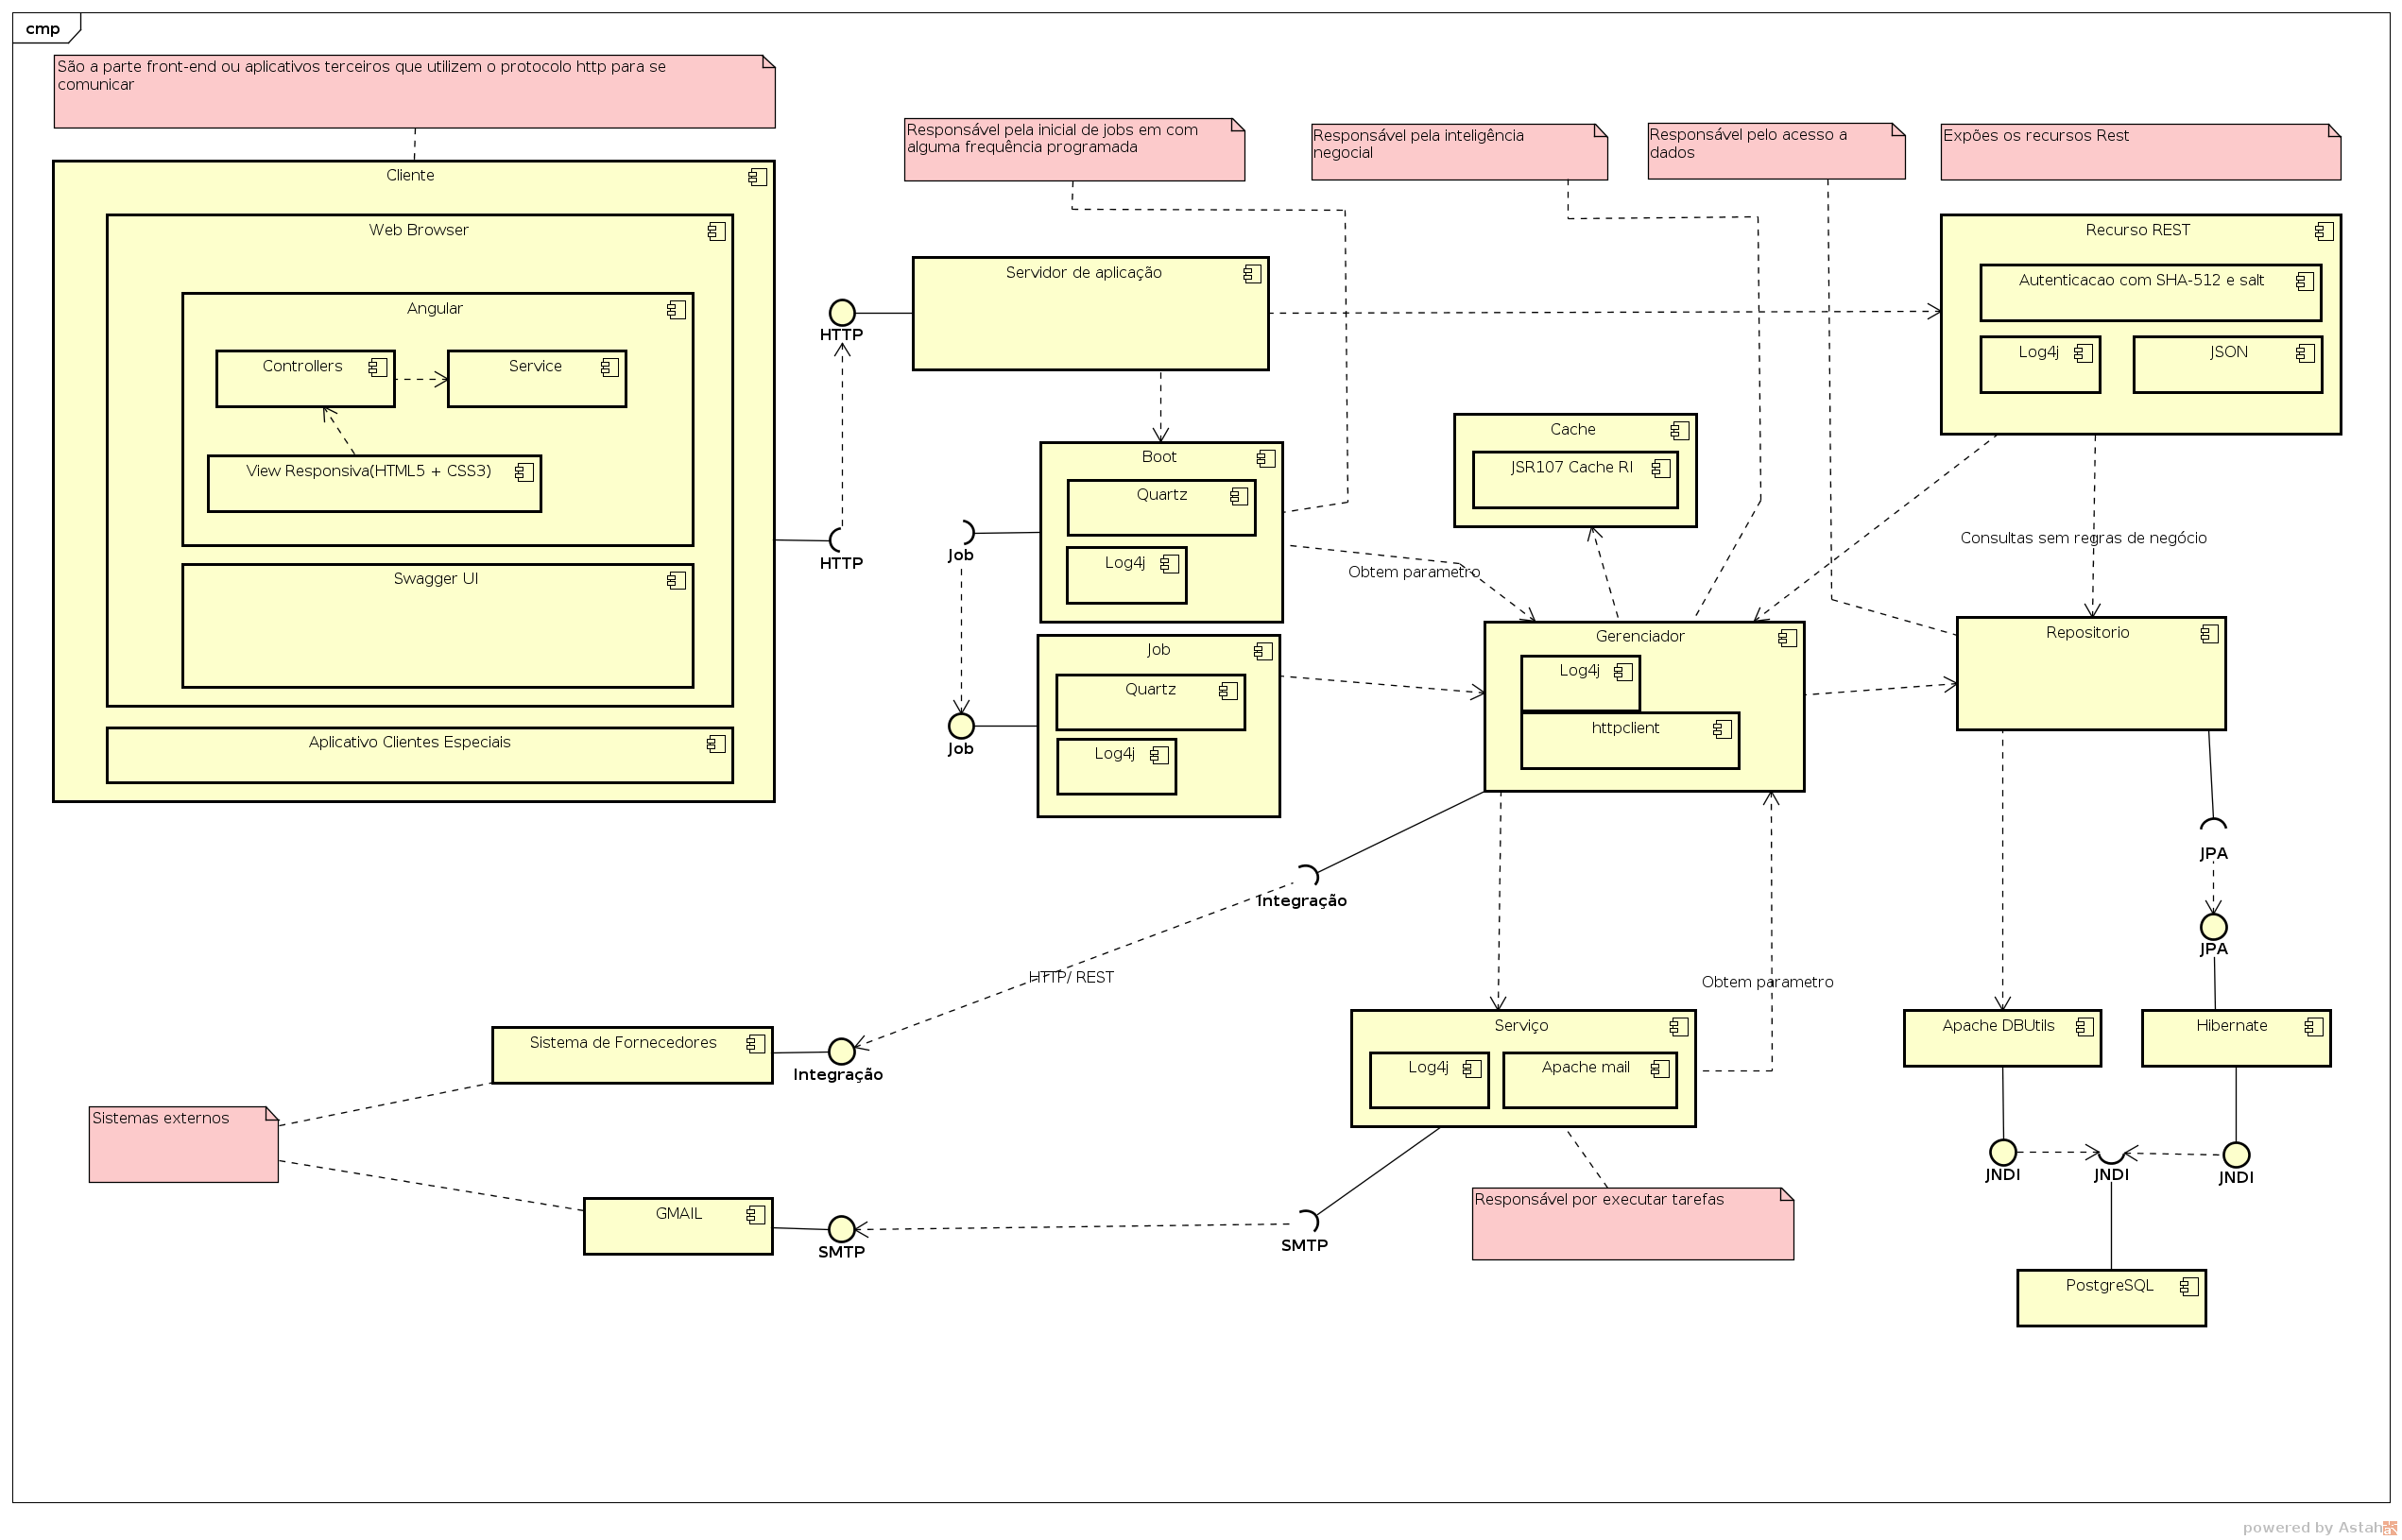 cmp
São a parte front-end ou aplicativos terceiros que utilizem o protocolo http para se
comunicar
Cliente
Web Browser
Angular
Controllers
Service
View Responsiva(HTML5 + CSS3)
Swagger UI
Aplicativo Clientes Especiais
HTTP
HTTP
Responsável pela inicial de jobs em com
alguma frequência programada
Responsável pela inteligência
negocial
Responsável pelo acesso a
dados
Expões os recursos Rest
Servidor de aplicação
Recurso REST
Autenticacao com SHA-512 e salt
Log4j
JSON
Boot
Quartz
Log4j
Cache
JSR107 Cache RI
Job
Job
Job
Quartz
Log4j
Obtem parametro
Consultas sem regras de negócio
Gerenciador
Log4j
httpclient
Repositorio
JPA
JPA
Integração
HTTP/ REST
Obtem parametro
Sistema de Fornecedores
Integração
Serviço
Log4j
Apache mail
Apache DBUtils
Hibernate
Sistemas externos
JNDI
JNDI
JNDI
GMAIL
SMTP
SMTP
Responsável por executar tarefas
PostgreSQL
powered by Astah